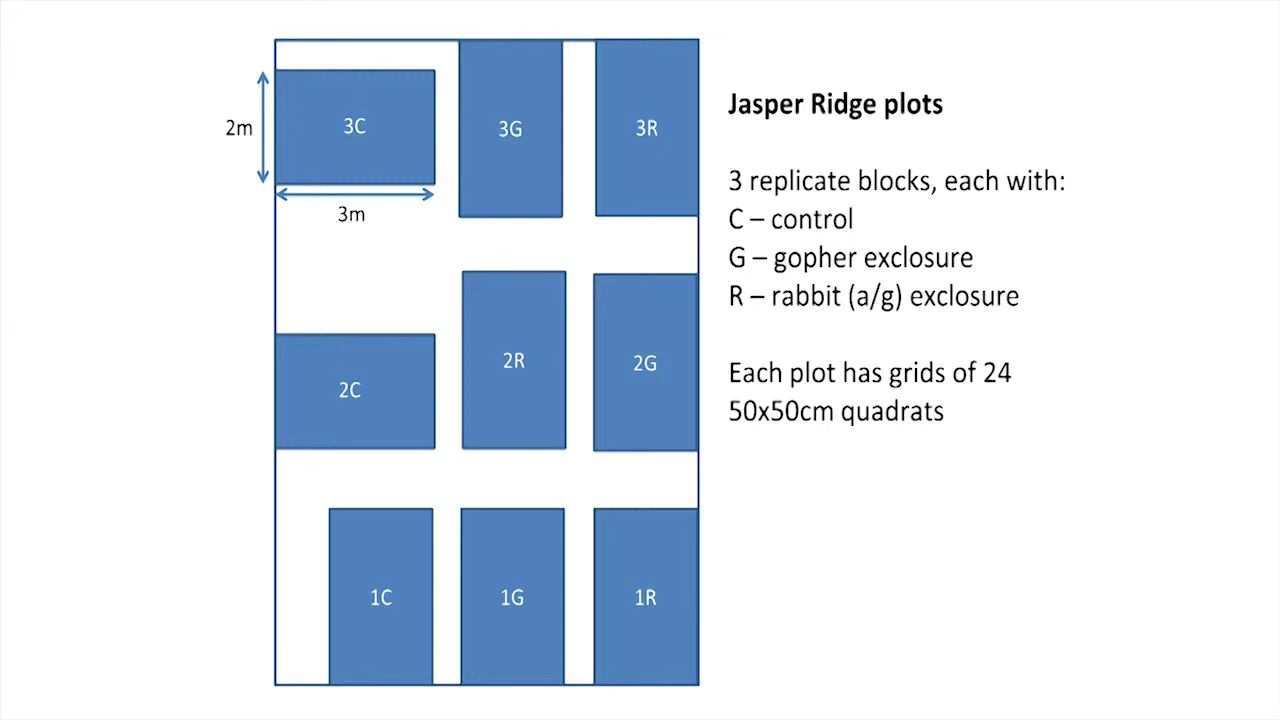 3C
3G
3R
2m
3m
2R
2G
2C
1C
1G
1R
Jasper Ridge plots
3 replicate blocks, each with:
C – control
G – gopher exclosure
R – rabbit (a/g) exclosure
Each plot has grids of 24
50x50cm quadrats